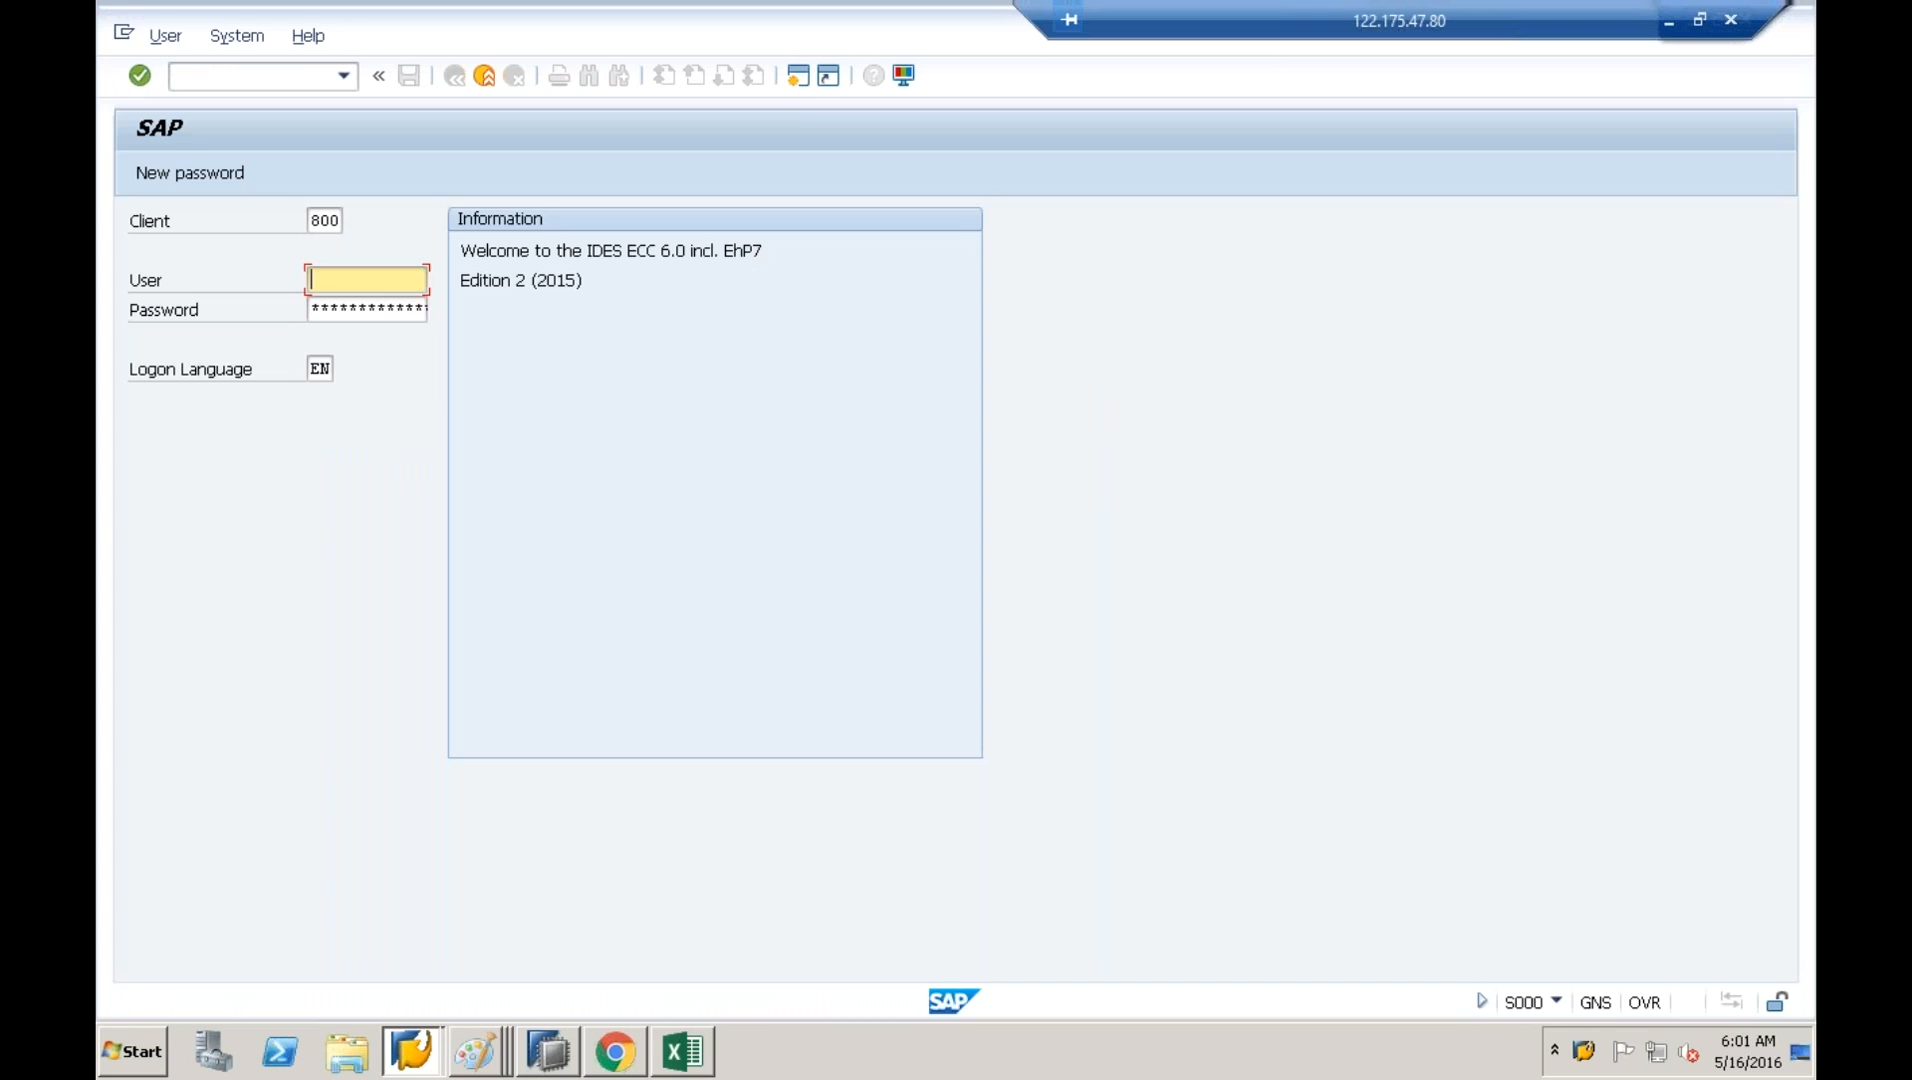 122.175.47.80
User System Help
SAP
New password
Client 800
User
Password *************
Logon Language EN
Information
Welcome to the IDES ECC 6.0 incl. EhP7
Edition 2 (2015)
SAP
S000 GNS OVR
Start
6:01 AM
5/16/2016